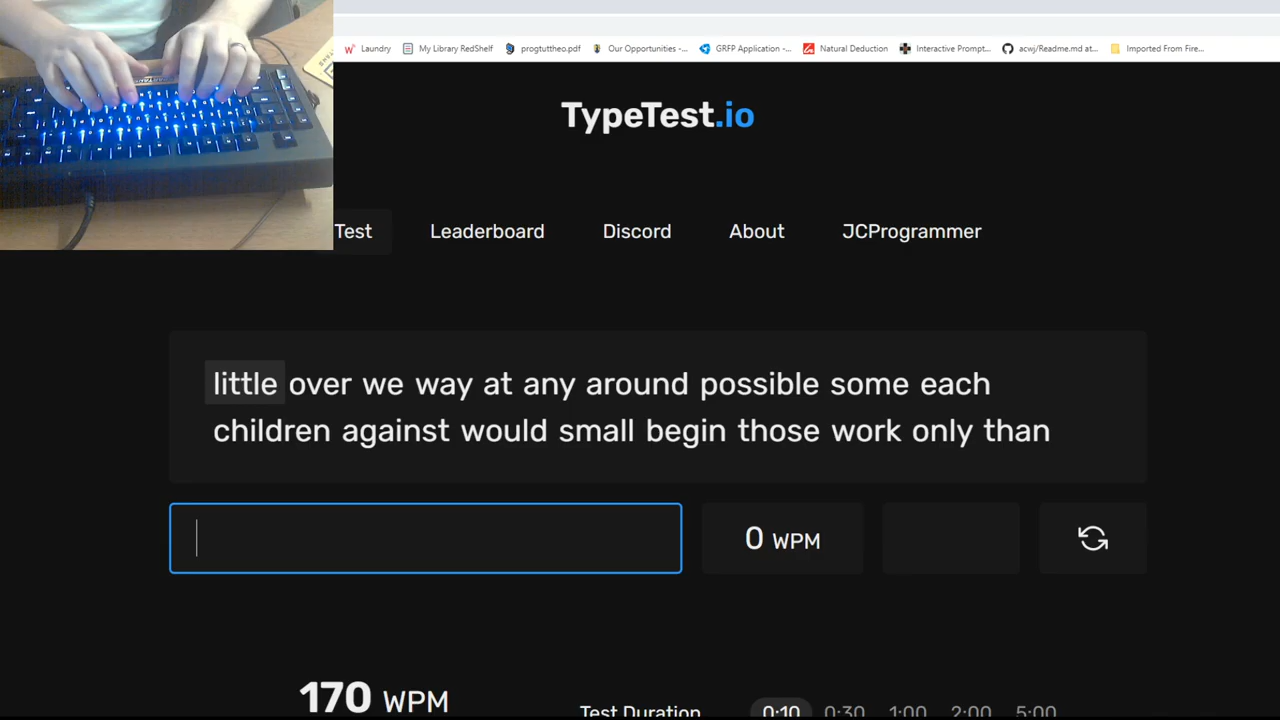 Laundry My Library RedShelf progtuttheo.pdf Our Opportunities -... GRFP Application -... Natural Deduction Interactive Prompt... acwj/Readme.md at... Imported From Fire...
TypeTest.io
Test Leaderboard Discord About JCProgrammer
little over we way at any around possible some each
children against would small begin those work only than
0 WPM
170 WPM
Test Duration 0:10 0:30 1:00 2:00 5:00